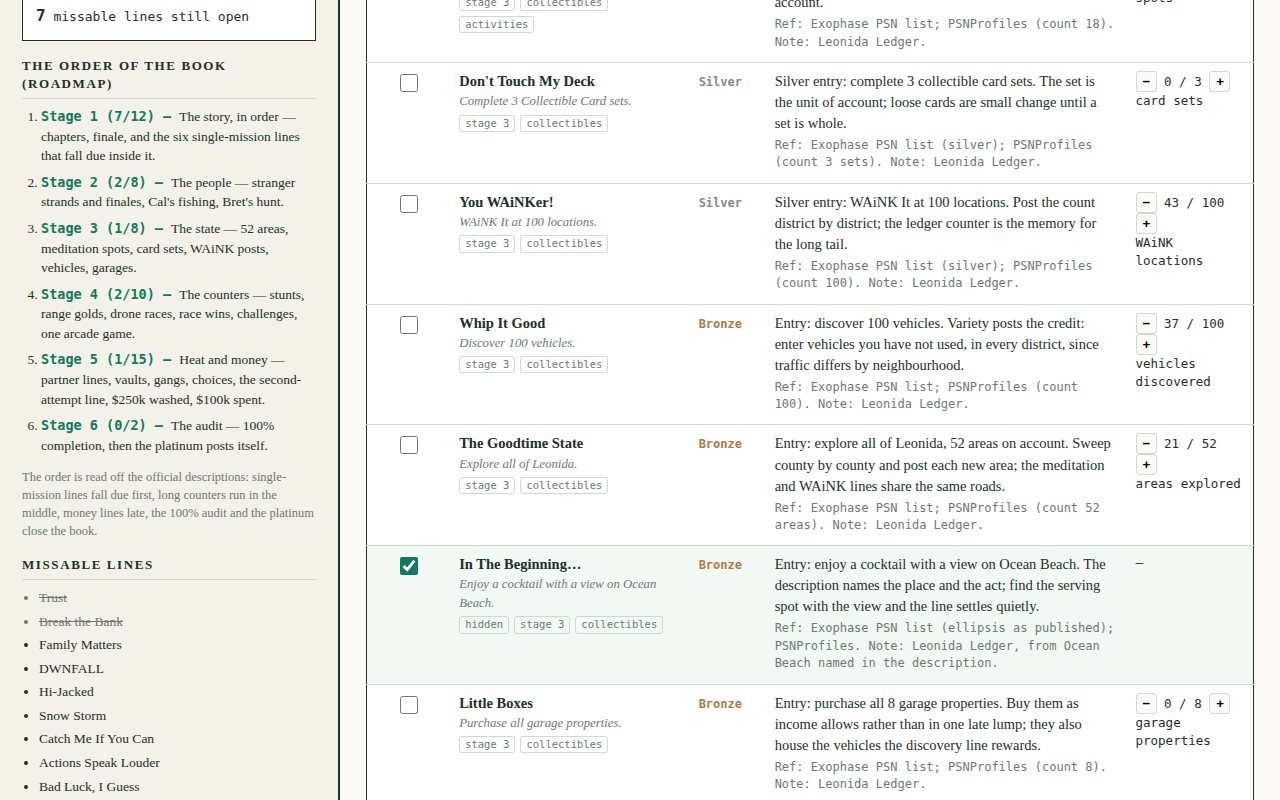 7 missable lines still open
THE ORDER OF THE BOOK
(ROADMAP)
1. Stage 1 (7/12) — The story, in order —
chapters, finale, and the six single-mission lines
that fall due inside it.
2. Stage 2 (2/8) — The people — stranger
strands and finales, Cal's fishing, Bret's hunt.
3. Stage 3 (1/8) — The state — 52 areas,
meditation spots, card sets, WAiNK posts,
vehicles, garages.
4. Stage 4 (2/10) — The counters — stunts,
range golds, drone races, race wins, challenges,
one arcade game.
5. Stage 5 (1/15) — Heat and money —
partner lines, vaults, gangs, choices, the second-
attempt line, $250k washed, $100k spent.
6. Stage 6 (0/2) — The audit — 100%
completion, then the platinum posts itself.
The order is read off the official descriptions: single-
mission lines fall due first, long counters run in the
middle, money lines late, the 100% audit and the platinum
close the book.
MISSABLE LINES
• Trust
• Break the Bank
• Family Matters
• DWNFALL
• Hi-Jacked
• Snow Storm
• Catch Me If You Can
• Actions Speak Louder
• Bad Luck, I Guess
stage 3 collectibles
activities
account.
Ref: Exophase PSN list; PSNProfiles (count 18).
Note: Leonida Ledger.
Don't Touch My Deck
Complete 3 Collectible Card sets.
stage 3 collectibles
Silver
Silver entry: complete 3 collectible card sets. The set is
the unit of account; loose cards are small change until a
set is whole.
Ref: Exophase PSN list (silver); PSNProfiles
(count 3 sets). Note: Leonida Ledger.
− 0 / 3 +
card sets
You WAiNKer!
WAiNK It at 100 locations.
stage 3 collectibles
Silver
Silver entry: WAiNK It at 100 locations. Post the count
district by district; the ledger counter is the memory for
the long tail.
Ref: Exophase PSN list (silver); PSNProfiles
(count 100). Note: Leonida Ledger.
− 43 / 100
+
WAiNK
locations
Whip It Good
Discover 100 vehicles.
stage 3 collectibles
Bronze
Entry: discover 100 vehicles. Variety posts the credit:
enter vehicles you have not used, in every district, since
traffic differs by neighbourhood.
Ref: Exophase PSN list; PSNProfiles (count
100). Note: Leonida Ledger.
− 37 / 100
+
vehicles
discovered
The Goodtime State
Explore all of Leonida.
stage 3 collectibles
Bronze
Entry: explore all of Leonida, 52 areas on account. Sweep
county by county and post each new area; the meditation
and WAiNK lines share the same roads.
Ref: Exophase PSN list; PSNProfiles (count 52
areas). Note: Leonida Ledger.
− 21 / 52
+
areas explored
In The Beginning…
Enjoy a cocktail with a view on Ocean
Beach.
hidden stage 3 collectibles
Bronze
Entry: enjoy a cocktail with a view on Ocean Beach. The
description names the place and the act; find the serving
spot with the view and the line settles quietly.
Ref: Exophase PSN list (ellipsis as published);
PSNProfiles. Note: Leonida Ledger, from Ocean
Beach named in the description.
—
Little Boxes
Purchase all garage properties.
stage 3 collectibles
Bronze
Entry: purchase all 8 garage properties. Buy them as
income allows rather than in one late lump; they also
house the vehicles the discovery line rewards.
Ref: Exophase PSN list; PSNProfiles (count 8).
Note: Leonida Ledger.
− 0 / 8 +
garage
properties